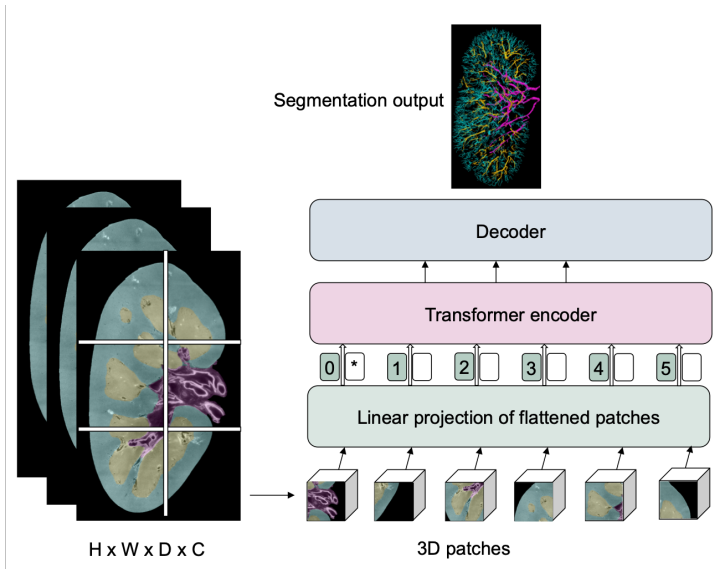 Segmentation output
Decoder
Transformer encoder
0 * 1 2 3 4 5
Linear projection of flattened patches
H x W x D x C
3D patches